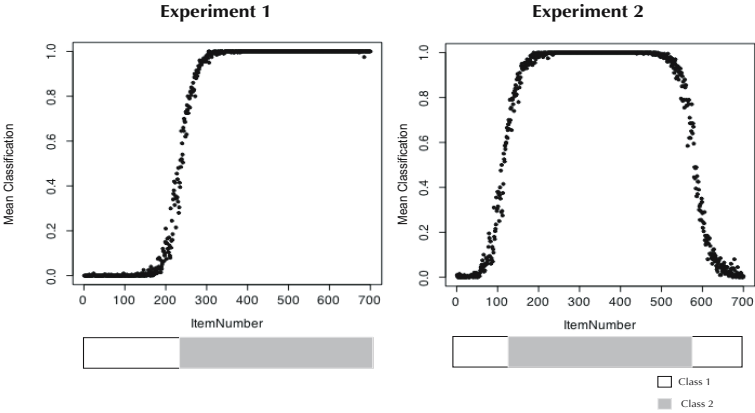 Experiment 1
Mean Classification
1.0
0.8
0.6
0.4
0.2
0.0
0 100 200 300 400 500 600 700
ItemNumber
Experiment 2
Mean Classification
1.0
0.8
0.6
0.4
0.2
0.0
0 100 200 300 400 500 600 700
ItemNumber
Class 1
Class 2